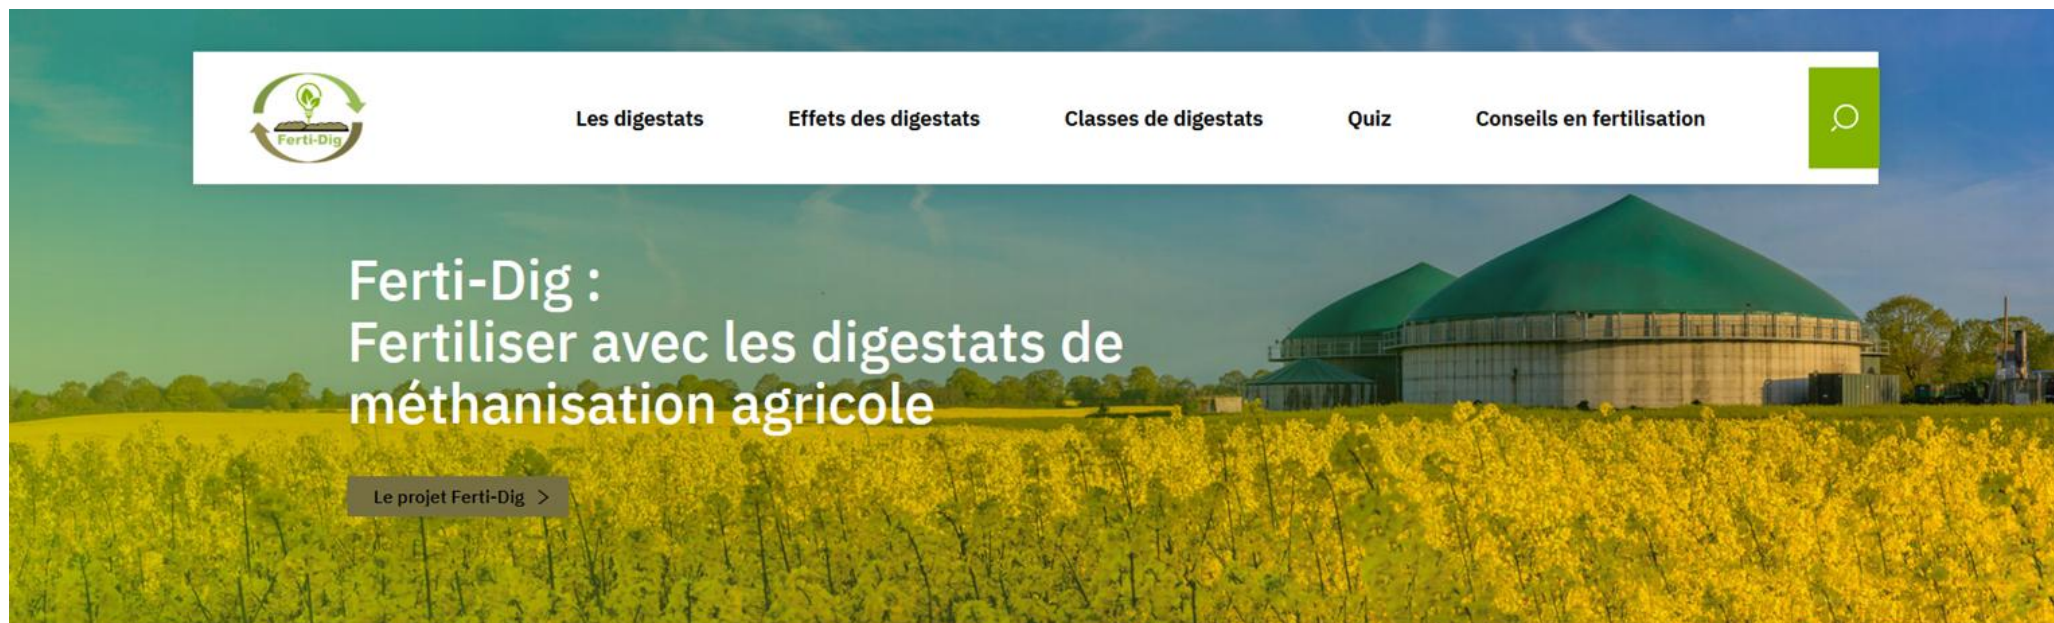 Ferti-Dig
Les digestats
Effets des digestats
Classes de digestats
Quiz
Conseils en fertilisation
Ferti-Dig :
Fertiliser avec les digestats de
méthanisation agricole
Le projet Ferti-Dig >